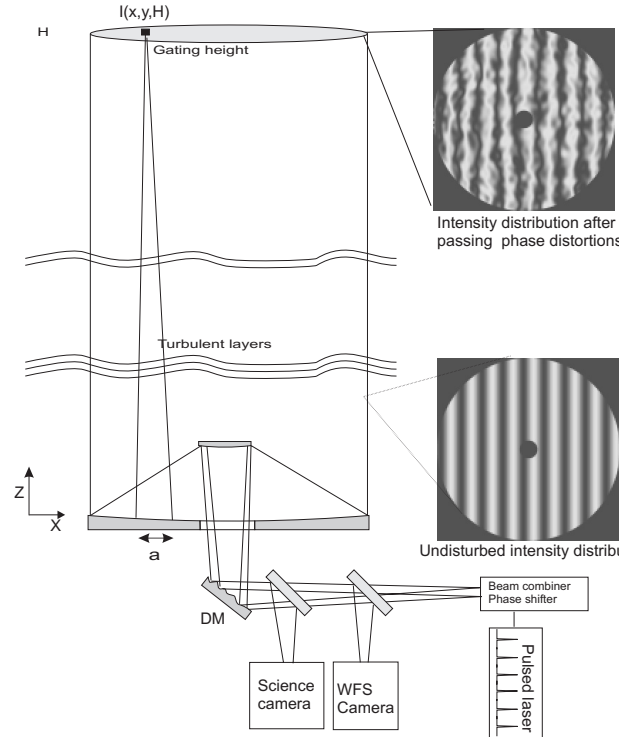 I(x,y,H)
H
Gating height
Intensity distribution after
passing phase distortions
Turbulent layers
Z
X
a
Undisturbed intensity distribu
DM
Beam combiner
Phase shifter
Science
camera
WFS
Camera
Pulsed laser